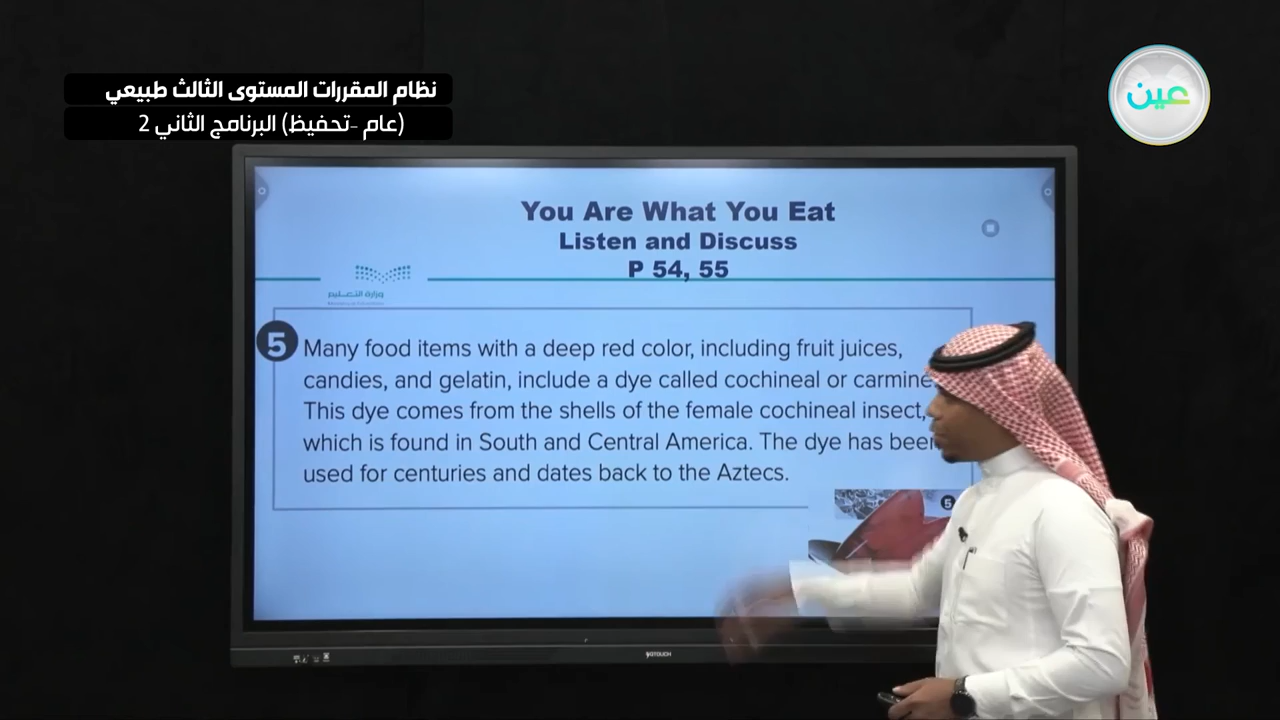 نظام المقررات المستوى الثالث طبيعي
(عام -تحفيظ) البرنامج الثاني 2
عين
You Are What You Eat
Listen and Discuss
P 54, 55
وزارة التعليم
5
Many food items with a deep red color, including fruit juices,
candies, and gelatin, include a dye called cochineal or carmine
This dye comes from the shells of the female cochineal insect,
which is found in South and Central America. The dye has been
used for centuries and dates back to the Aztecs.
5